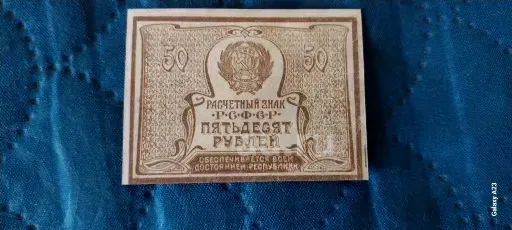 50 50
РАСЧЕТНЫЙ ЗНАК
Р·С·Ф·С·Р
ПЯТЬДЕСЯТ
РУБЛЕЙ
ОБЕСПЕЧИВАЕТСЯ ВСЕМ
ДОСТОЯНИЕМ РЕСПУБЛИКИ
Galaxy A23